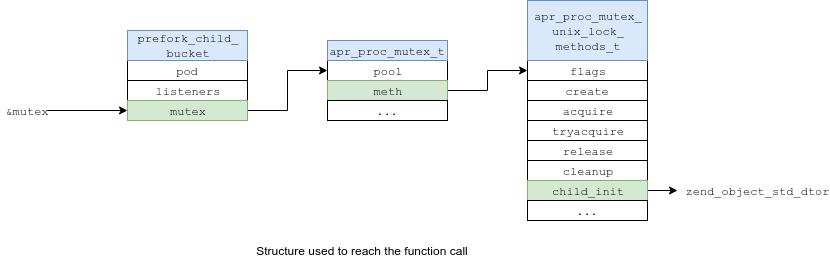 &mutex
prefork_child_
bucket
pod
listeners
mutex
apr_proc_mutex_t
pool
meth
...
apr_proc_mutex_
unix_lock_
methods_t
flags
create
acquire
tryacquire
release
cleanup
child_init
...
zend_object_std_dtor
Structure used to reach the function call